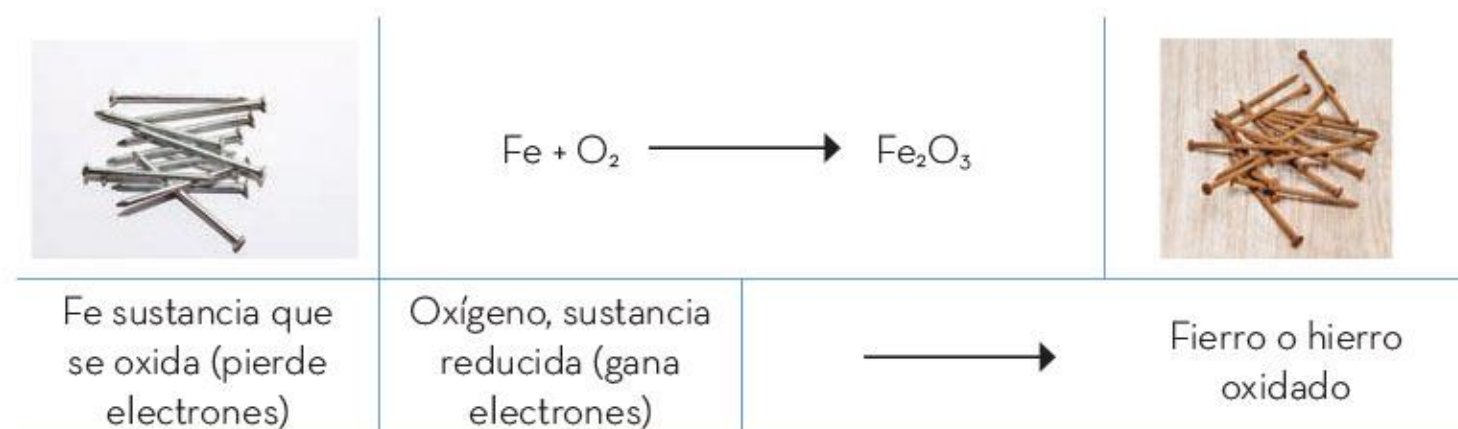 Fe + O₂ ⟶ Fe₂O₃
Fe sustancia que
se oxida (pierde
electrones)
Oxígeno, sustancia
reducida (gana
electrones)
⟶
Fierro o hierro
oxidado